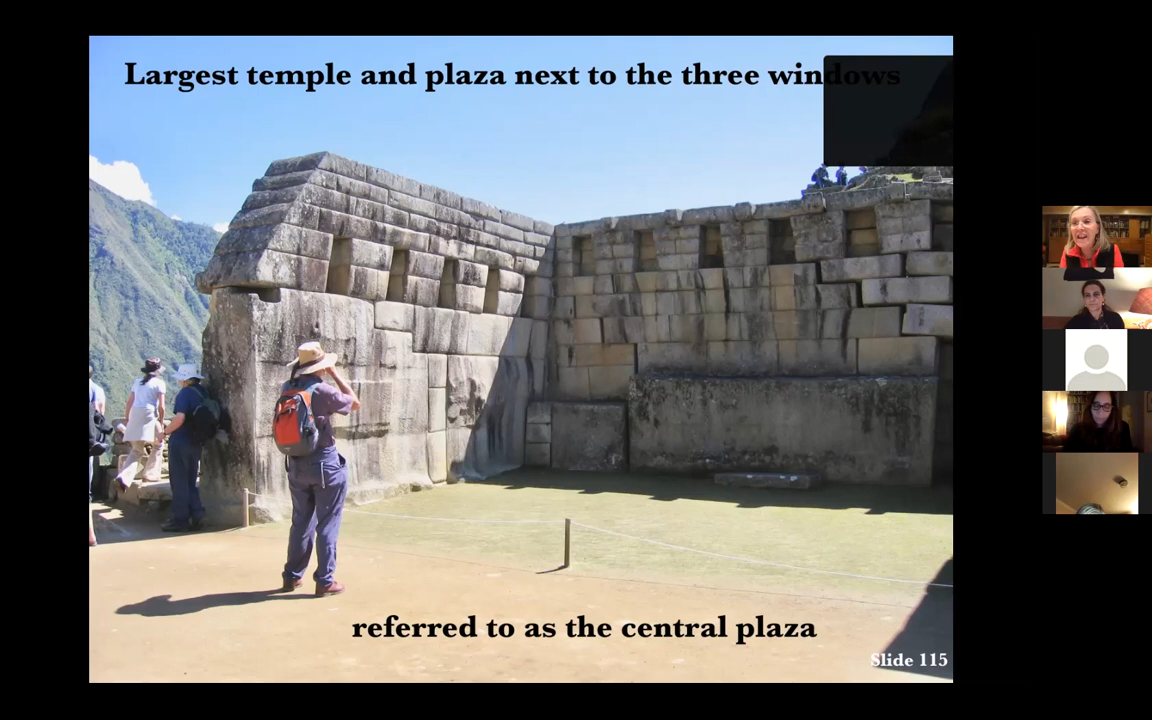 Largest temple and plaza next to the three windows
referred to as the central plaza
Slide 115